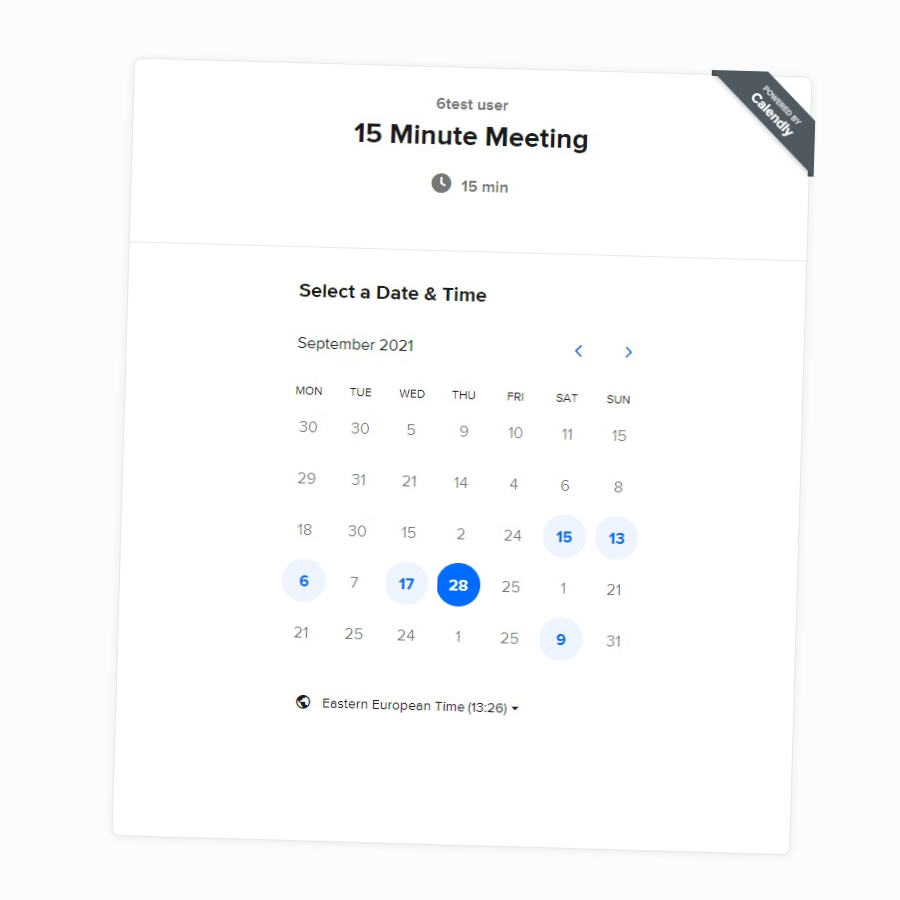 POWERED BY
Calendly
6test user
15 Minute Meeting
15 min
Select a Date & Time
September 2021
MON TUE WED THU FRI SAT SUN
30 30 5 9 10 11 15
29 31 21 14 4 6 8
18 30 15 2 24 15 13
6 7 17 28 25 1 21
21 25 24 1 25 9 31
Eastern European Time (13:26)